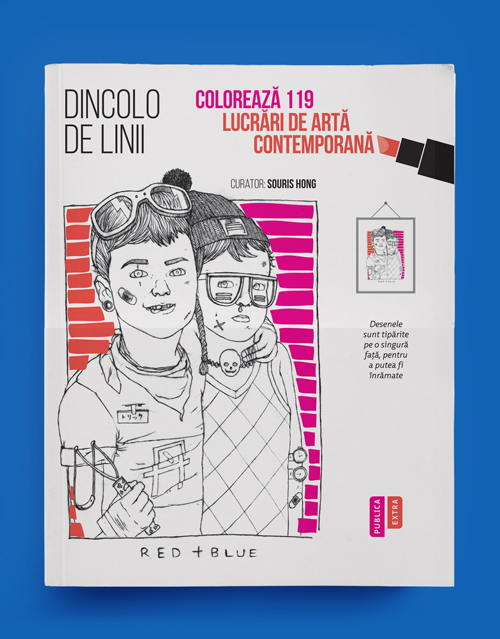 DINCOLO
DE LINII
COLOREAZĂ 119
LUCRĂRI DE ARTĂ
CONTEMPORANĂ
CURATOR: SOURIS HONG
Desenele
sunt tipărite
pe o singură
față, pentru
a putea fi
înrămate
RED + BLUE
PUBLICA
EXTRA